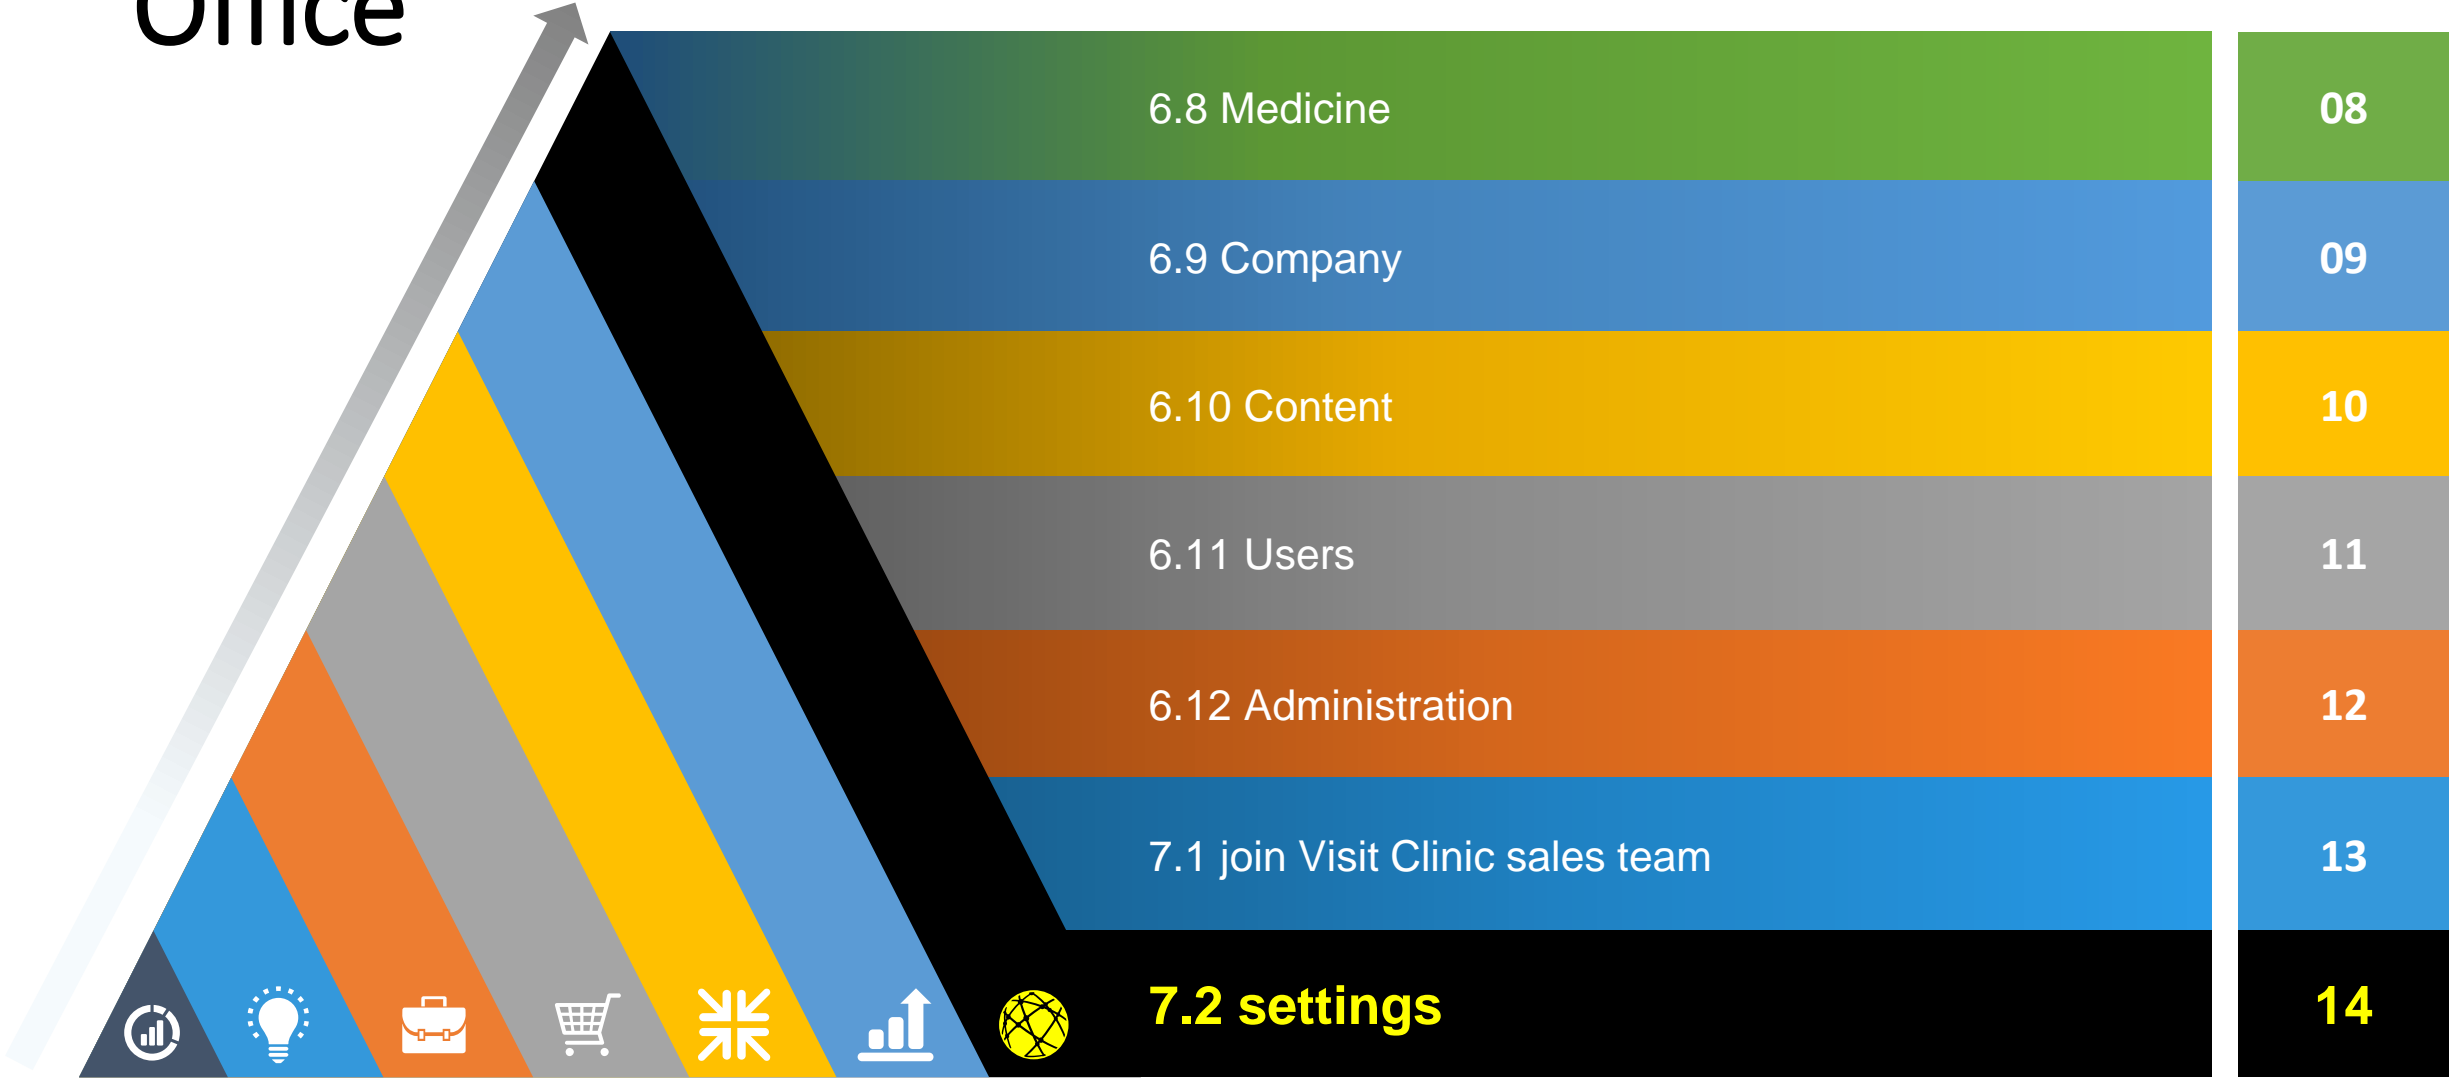 Office
6.8 Medicine 08
6.9 Company 09
6.10 Content 10
6.11 Users 11
6.12 Administration 12
7.1 join Visit Clinic sales team 13
7.2 settings 14